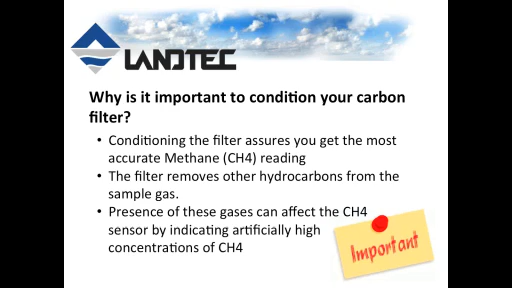 LANDTEC
Why is it important to condition your carbon
filter?
• Conditioning the filter assures you get the most
accurate Methane (CH4) reading
• The filter removes other hydrocarbons from the
sample gas.
• Presence of these gases can affect the CH4
sensor by indicating artificially high
concentrations of CH4
Important